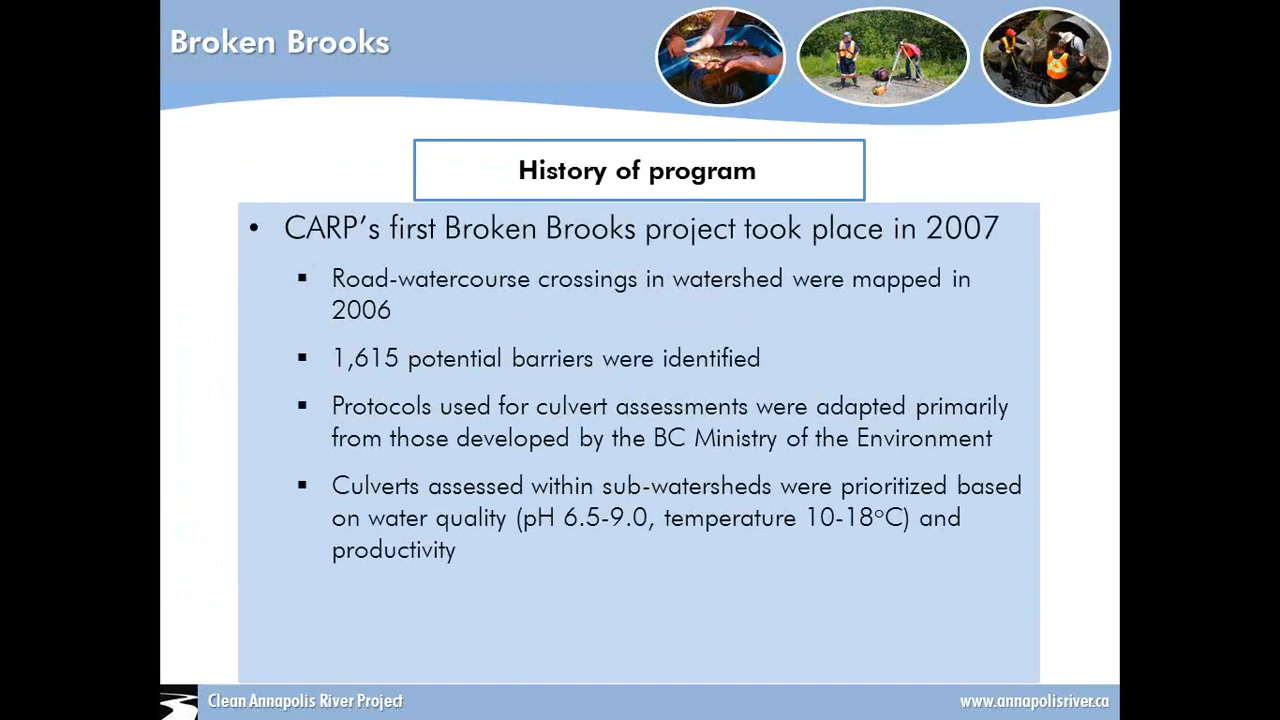 Broken Brooks
History of program
• CARP's first Broken Brooks project took place in 2007
▪ Road-watercourse crossings in watershed were mapped in
2006
▪ 1,615 potential barriers were identified
▪ Protocols used for culvert assessments were adapted primarily
from those developed by the BC Ministry of the Environment
▪ Culverts assessed within sub-watersheds were prioritized based
on water quality (pH 6.5-9.0, temperature 10-18°C) and
productivity
Clean Annapolis River Project
www.annapolisriver.ca